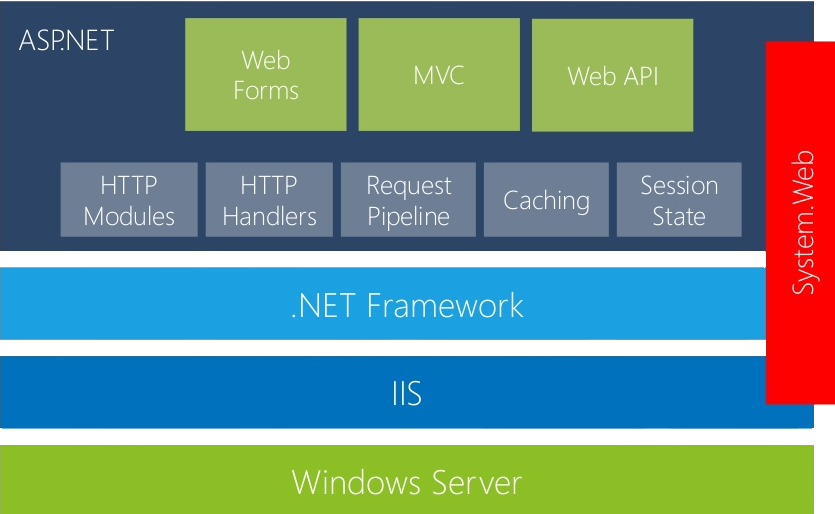 ASP.NET
Web
Forms
MVC
Web API
HTTP
Modules
HTTP
Handlers
Request
Pipeline
Caching
Session
State
System.Web
.NET Framework
IIS
Windows Server